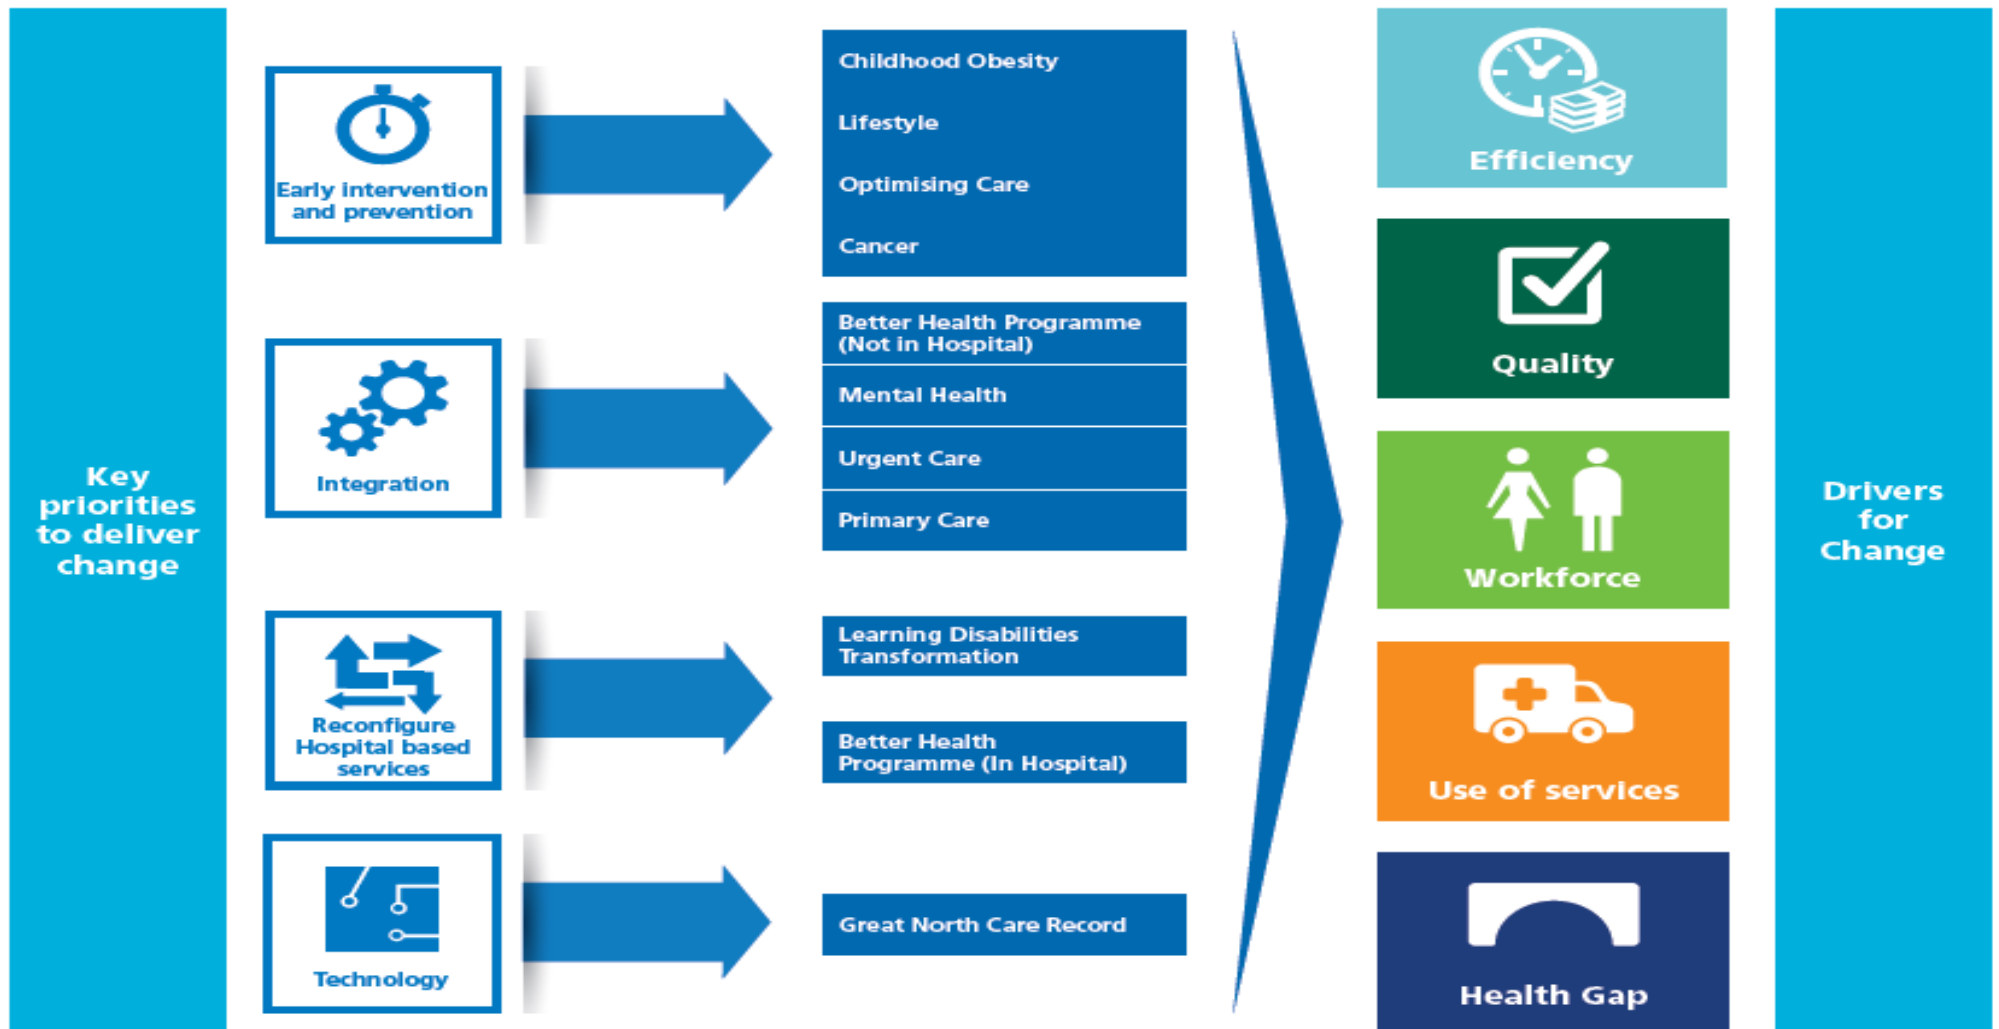 Key
priorities
to deliver
change
Early intervention
and prevention
Childhood Obesity
Lifestyle
Optimising Care
Cancer
Integration
Better Health Programme
(Not in Hospital)
Mental Health
Urgent Care
Primary Care
Reconfigure
Hospital based
services
Learning Disabilities
Transformation
Better Health
Programme (In Hospital)
Technology
Great North Care Record
Efficiency
Quality
Workforce
Use of services
Health Gap
Drivers
for
Change